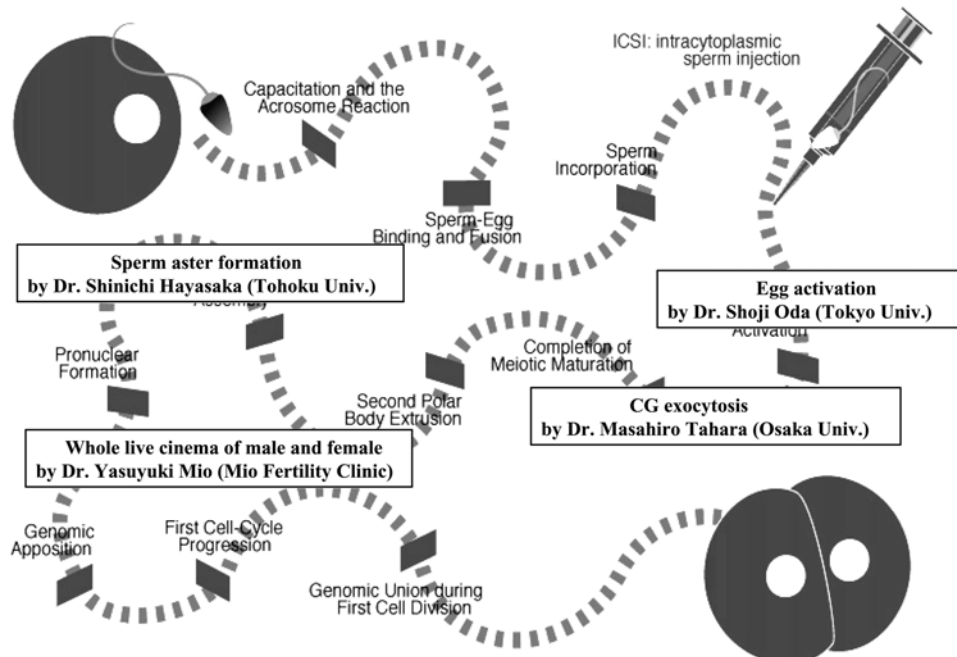 ICSI: intracytoplasmic
sperm injection
Capacitation and the
Acrosome Reaction
Sperm
Incorporation
Sperm-Egg
Binding and Fusion
Sperm aster formation
by Dr. Shinichi Hayasaka (Tohoku Univ.)
Assembly
Egg activation
by Dr. Shoji Oda (Tokyo Univ.)
Activation
Pronuclear
Formation
Completion of
Meiotic Maturation
Second Polar
Body Extrusion
CG exocytosis
by Dr. Masahiro Tahara (Osaka Univ.)
Whole live cinema of male and female
by Dr. Yasuyuki Mio (Mio Fertility Clinic)
Genomic
Apposition
First Cell-Cycle
Progression
Genomic Union during
First Cell Division